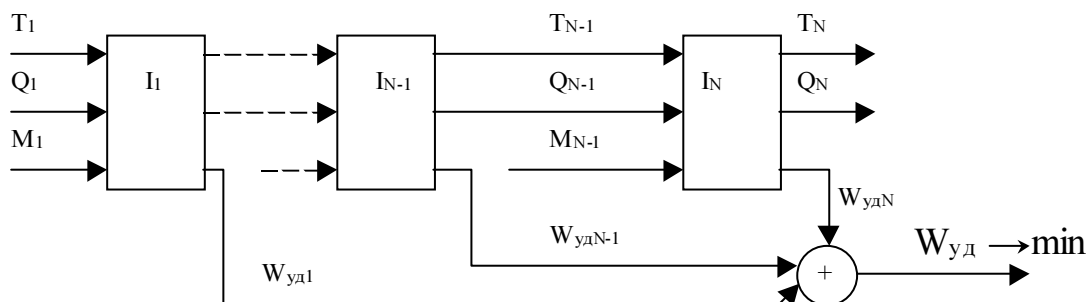 T1 TN-1 TN
Q1 I1 IN-1 QN-1 IN QN
M1 MN-1
WудN
WудN-1 Wуд →min
Wуд1 +